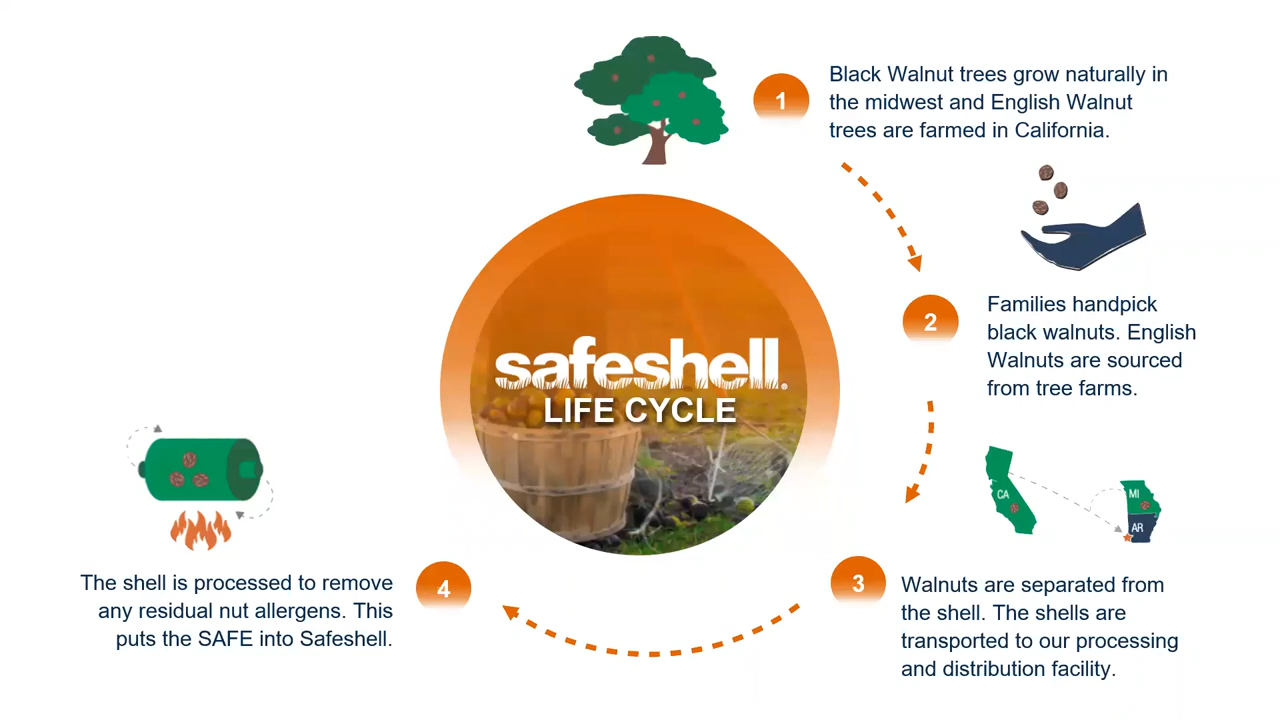 1
Black Walnut trees grow naturally in
the midwest and English Walnut
trees are farmed in California.
2
Families handpick
black walnuts. English
Walnuts are sourced
from tree farms.
safeshell®
LIFE CYCLE
CA
MI
AR
3
Walnuts are separated from
the shell. The shells are
transported to our processing
and distribution facility.
4
The shell is processed to remove
any residual nut allergens. This
puts the SAFE into Safeshell.